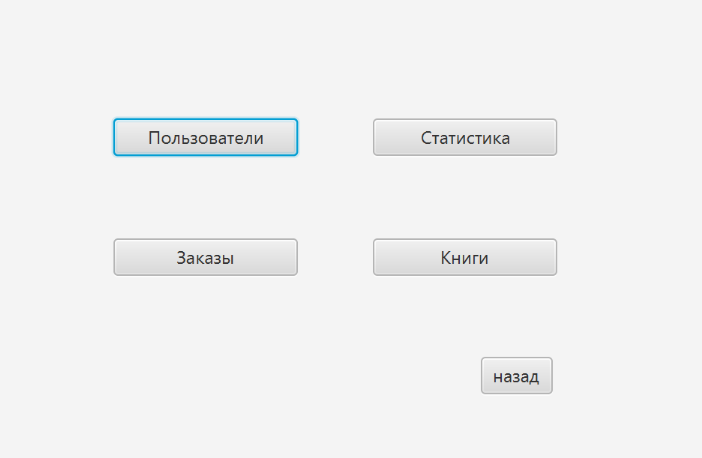 Пользователи
Статистика
Заказы
Книги
назад